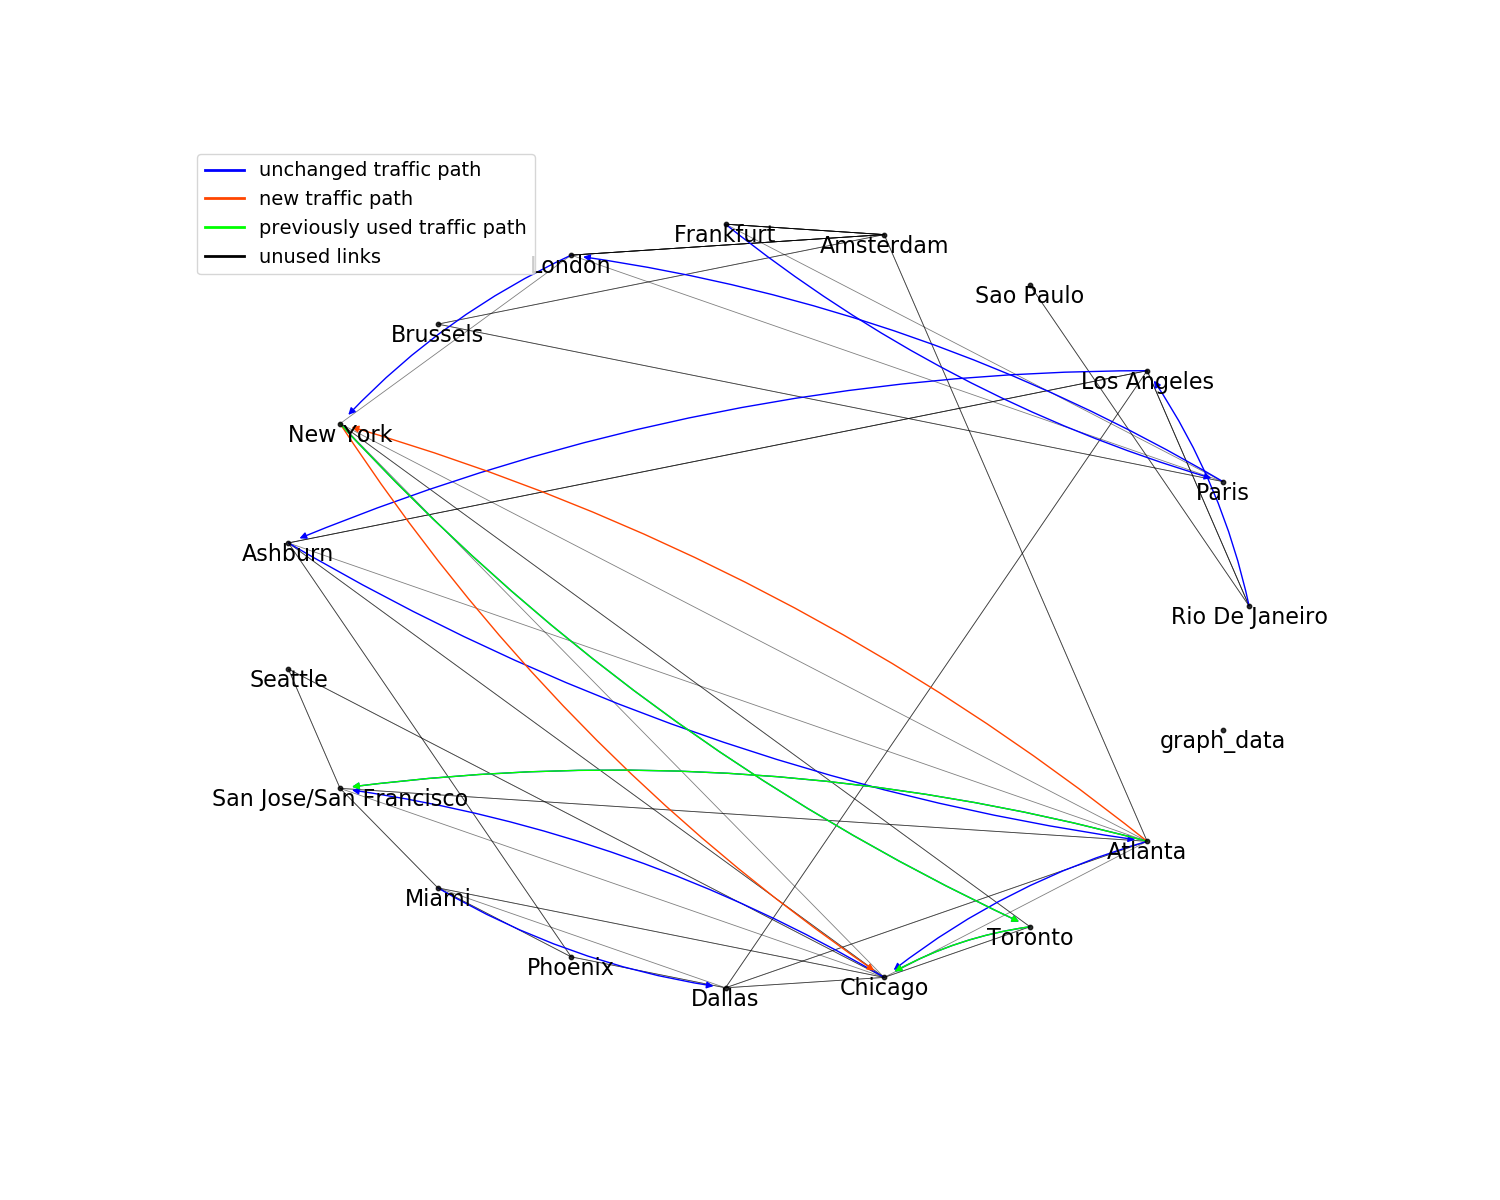 unchanged traffic path
new traffic path
previously used traffic path
unused links
Frankfurt
Amsterdam
London
Sao Paulo
Brussels
Los Angeles
New York
Paris
Ashburn
Rio De Janeiro
Seattle
graph_data
San Jose/San Francisco
Atlanta
Miami
Toronto
Phoenix
Chicago
Dallas